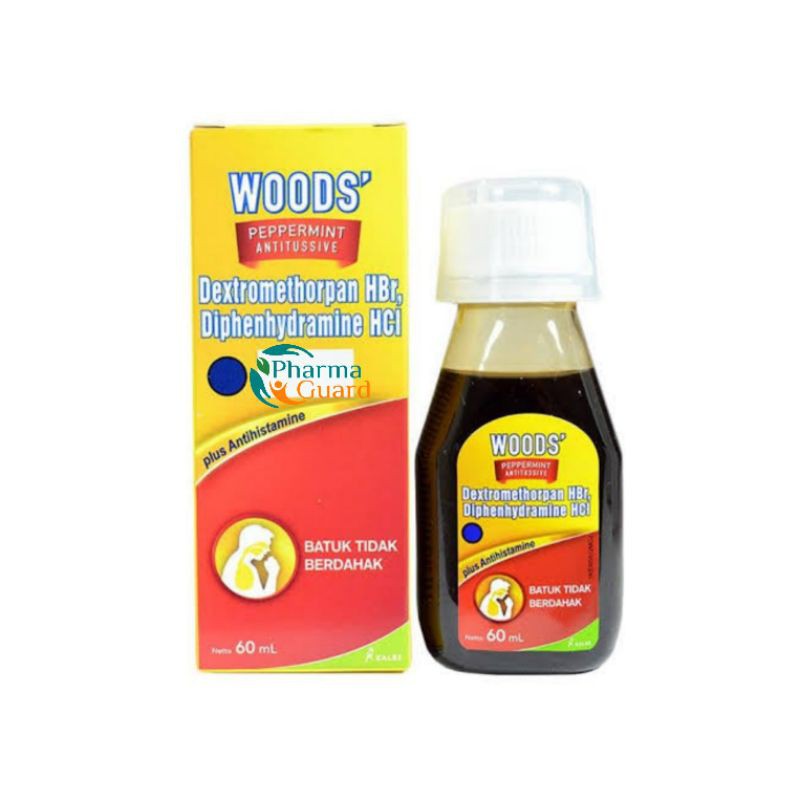 WOODS'
PEPPERMINT
ANTITUSSIVE
Dextromethorpan HBr,
Diphenhydramine HCl
Pharma
Guard
plus Antihistamine
BATUK TIDAK
BERDAHAK
Netto 60 mL
KALBE
WOODS'
PEPPERMINT
ANTITUSSIVE
Dextromethorpan HBr,
Diphenhydramine HCl
plus Antihistamine
BATUK TIDAK
BERDAHAK
Netto 60 mL
KALBE